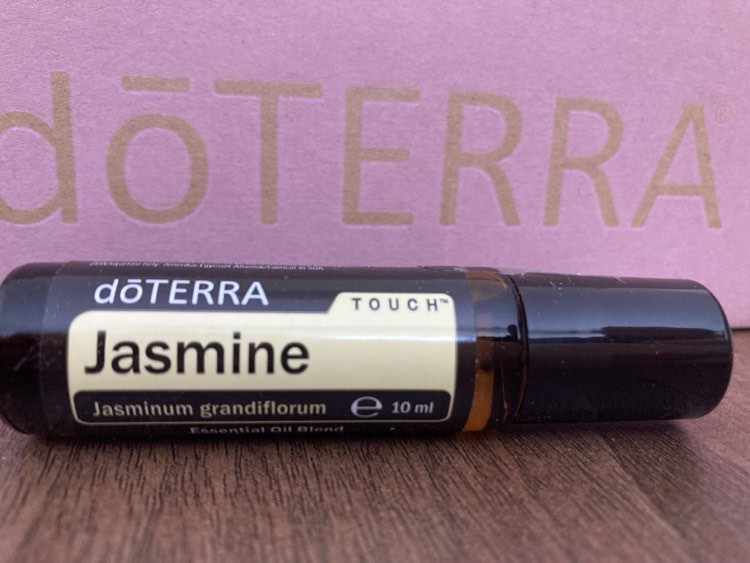 dōTERRA®
dōTERRA
TOUCH™
Jasmine
Jasminum grandiflorum ℮ 10 ml
Essential Oil Blend